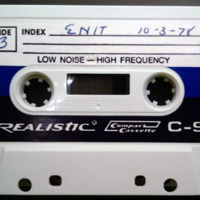 IDE INDEX ENIT 10-3-78
3
LOW NOISE—HIGH FREQUENCY
REALISTIC® Compact Cassette C-9